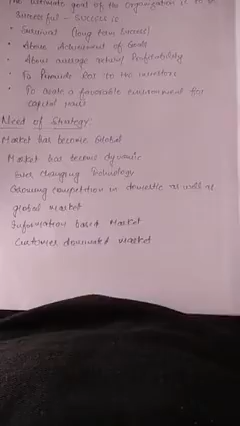 The ultimate goal of the Organization is to be
Successful - Success is
• Survival (long term success)
• Above Achievement of Goals
• Above average return/ Profitability
• To Provide to the investors
• To create a favorable environment for
capital
Need of Strategy:
Market has become Global
Market has become dynamic
Ever changing Technology
Growing competition in domestic as well as
global market
Information based Market
Customer dominated market